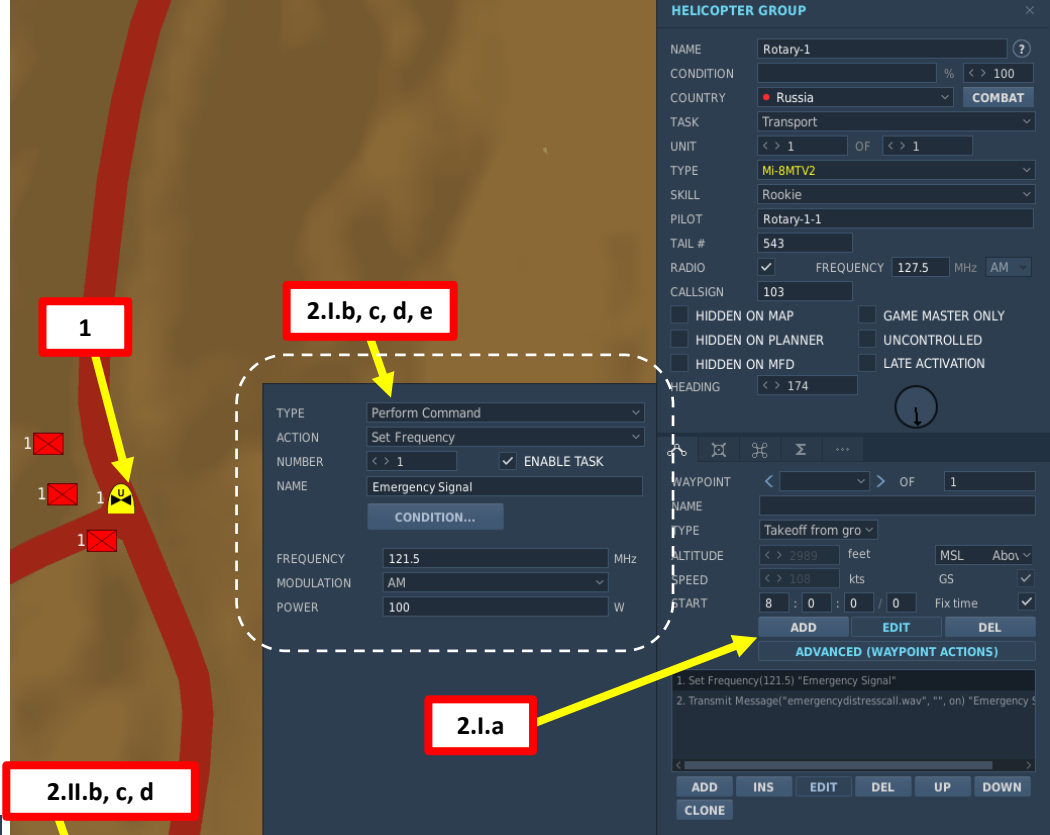 HELICOPTER GROUP ×
NAME Rotary-1 ?
CONDITION % < > 100
COUNTRY Russia COMBAT
TASK Transport
UNIT < > 1 OF < > 1
TYPE Mi-8MTV2
SKILL Rookie
PILOT Rotary-1-1
TAIL # 543
RADIO FREQUENCY 127.5 MHz AM
CALLSIGN 103
HIDDEN ON MAP GAME MASTER ONLY
HIDDEN ON PLANNER UNCONTROLLED
HIDDEN ON MFD LATE ACTIVATION
HEADING < > 174
1
2.I.b, c, d, e
TYPE Perform Command
ACTION Set Frequency
NUMBER < > 1 ENABLE TASK
NAME Emergency Signal
CONDITION...
FREQUENCY 121.5 MHz
MODULATION AM
POWER 100 W
1
1
1 U
1
Σ ...
WAYPOINT < > OF 1
NAME
TYPE Takeoff from gro
ALTITUDE < > 2989 feet MSL Abov
SPEED < > 108 kts GS
START 8 : 0 : 0 / 0 Fix time
ADD EDIT DEL
ADVANCED (WAYPOINT ACTIONS)
1. Set Frequency(121.5) "Emergency Signal"
2. Transmit Message("emergencydistresscall.wav", "", on) "Emergency S
2.I.a
ADD INS EDIT DEL UP DOWN
CLONE
2.II.b, c, d